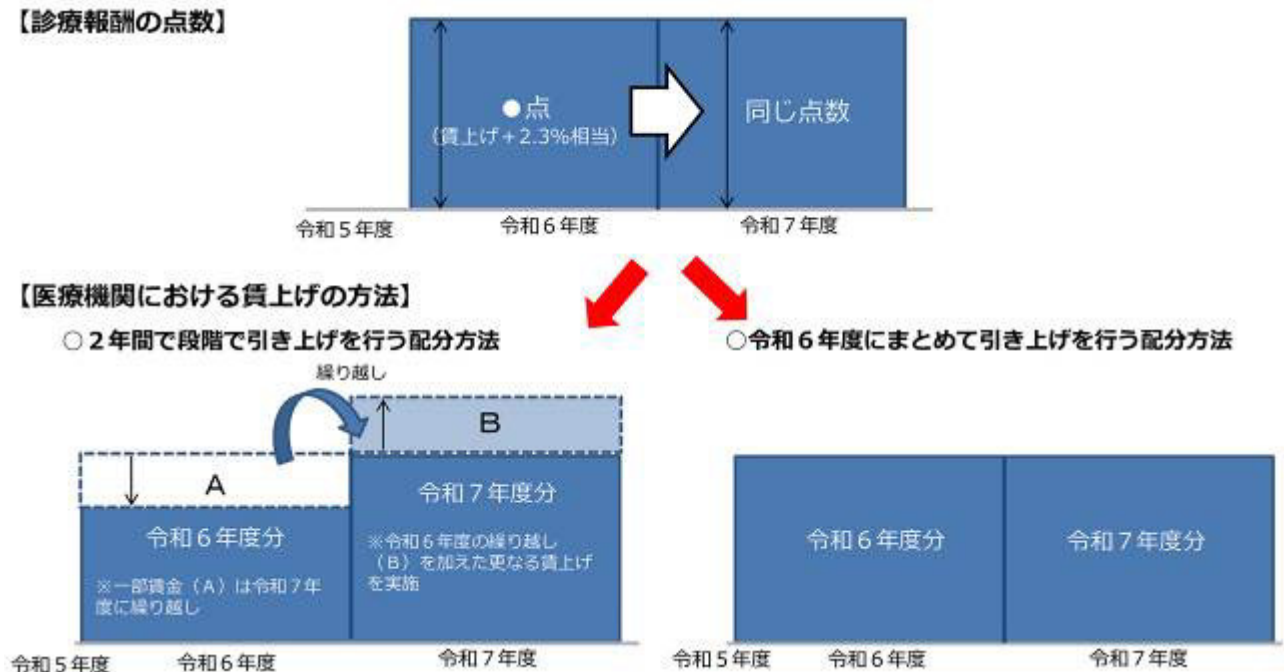 【診療報酬の点数】
●点
(賃上げ+2.3%相当)
同じ点数
令和5年度
令和6年度
令和7年度
【医療機関における賃上げの方法】
○2年間で段階で引き上げを行う配分方法
繰り越し
A
B
令和6年度分
※一部賃金(A)は令和7年
度に繰り越し
令和7年度分
※令和6年度の繰り越し
(B)を加えた更なる賃上げ
を実施
令和5年度
令和6年度
令和7年度
○令和6年度にまとめて引き上げを行う配分方法
令和6年度分
令和7年度分
令和5年度
令和6年度
令和7年度